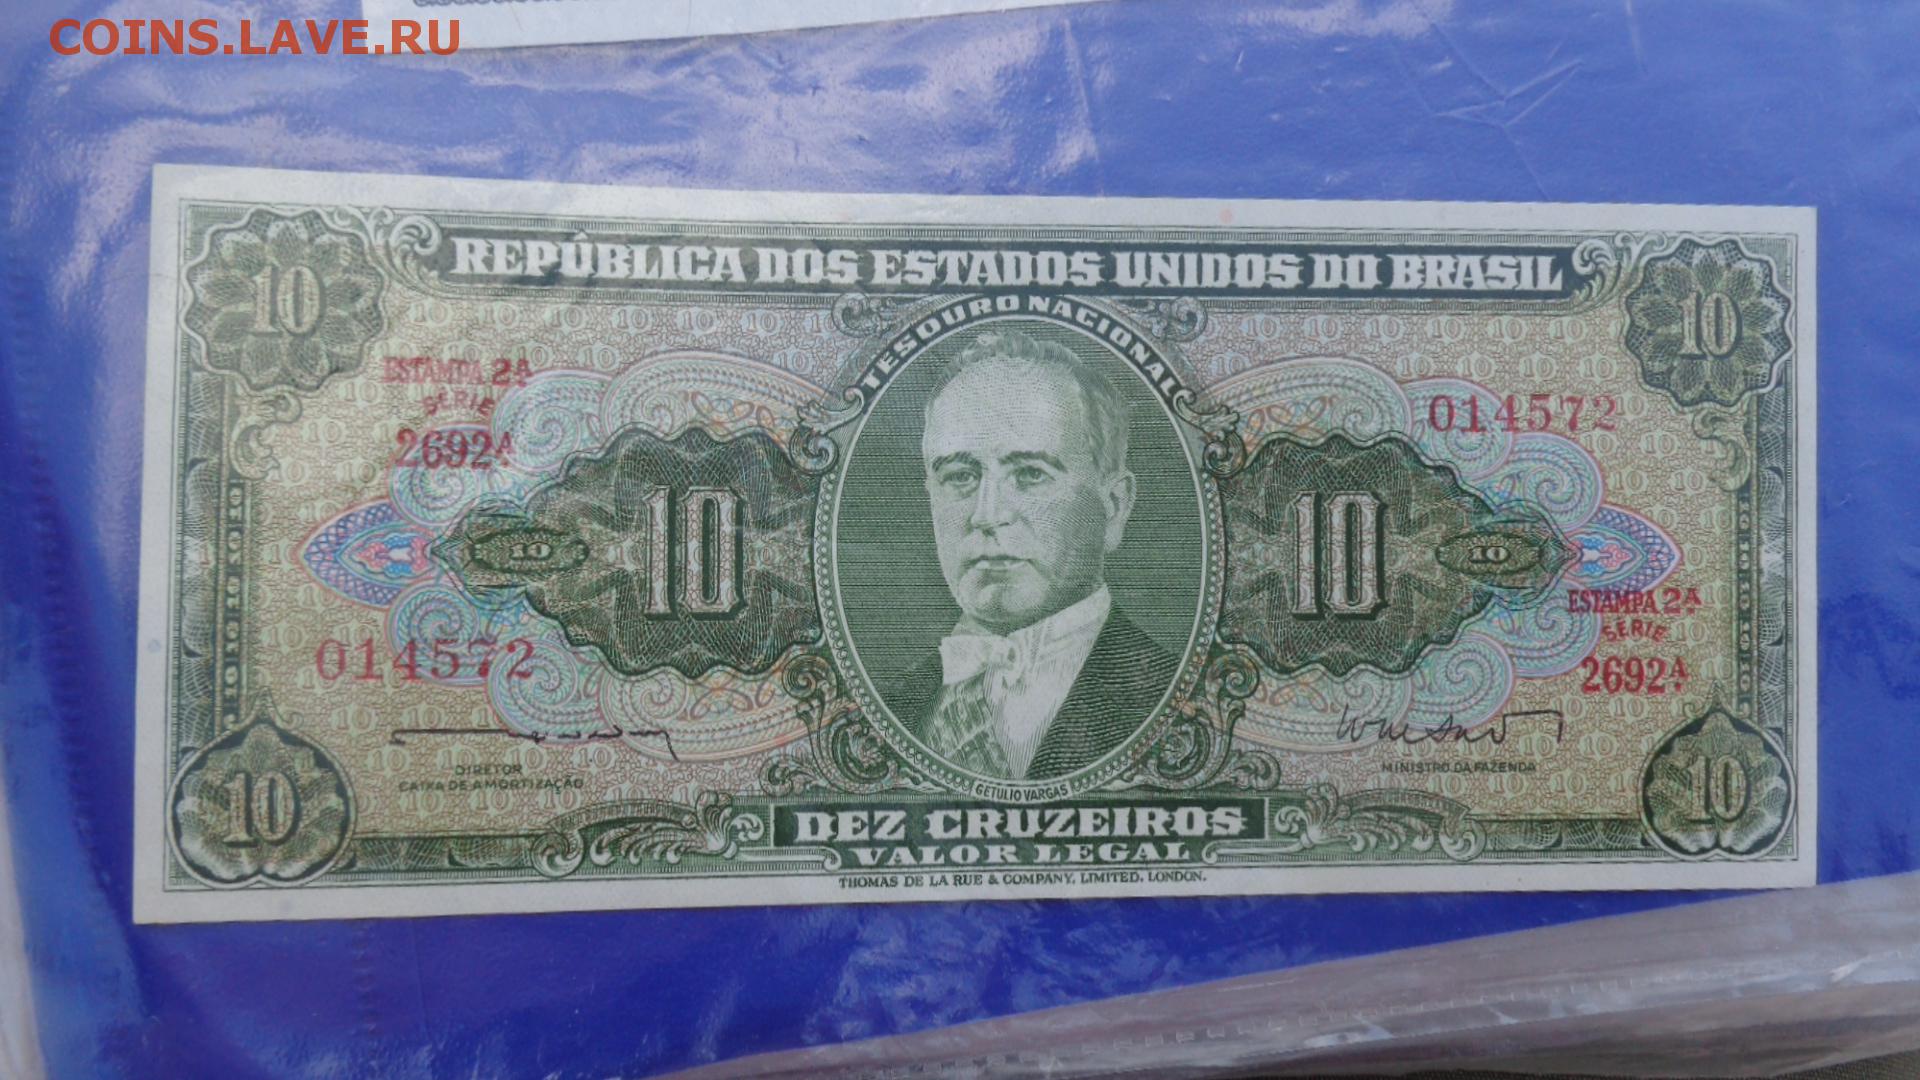 COINS.LAVE.RU
REPÚBLICA DOS ESTADOS UNIDOS DO BRASIL
TESOURO NACIONAL
10
10
ESTAMPA 2A.
SÉRIE
2692A.
014572
10
10
10
10
014572
ESTAMPA 2A.
SÉRIE
2692A.
DIRETOR
CAIXA DE AMORTIZAÇÃO
MINISTRO DA FAZENDA
GETULIO VARGAS
10
10
DEZ CRUZEIROS
VALOR LEGAL
THOMAS DE LA RUE & COMPANY, LIMITED. LONDON.